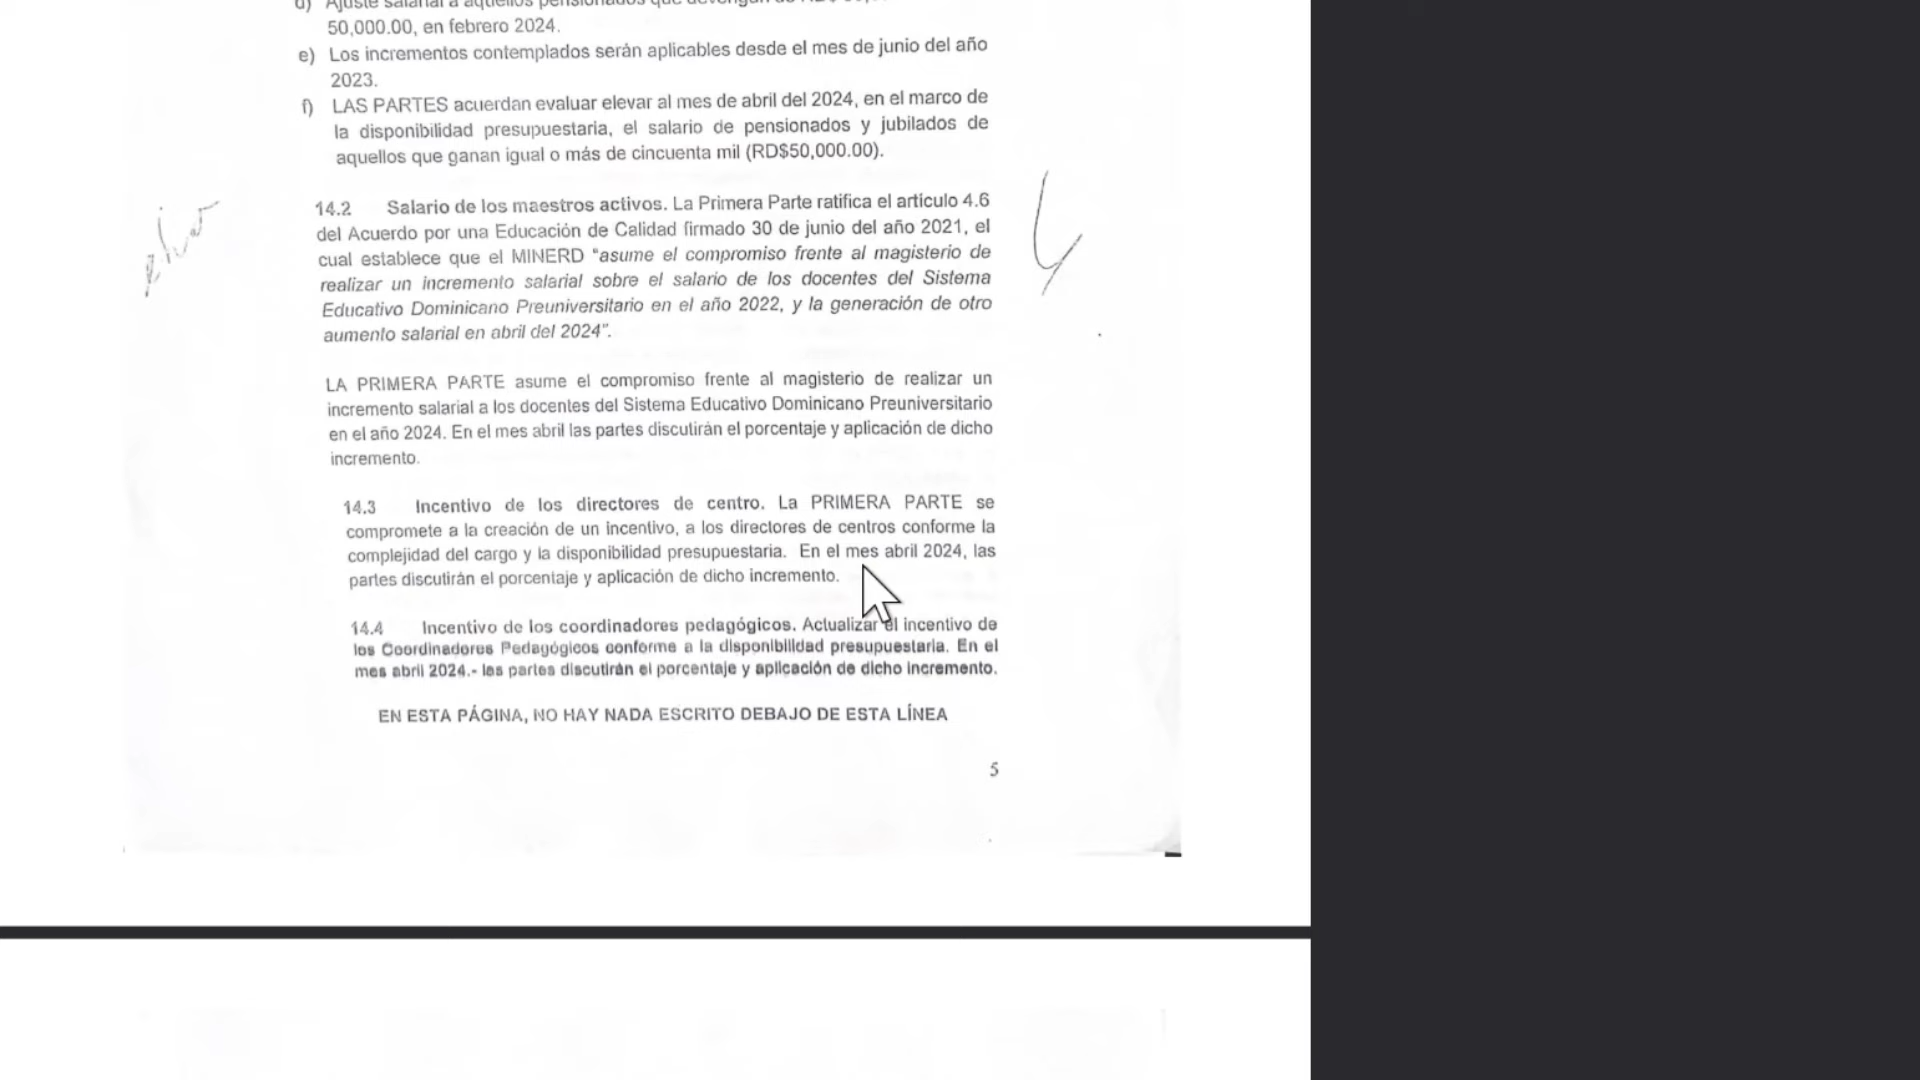 d) Ajuste salarial a aquellos pensionados que devengan de RD$
50,000.00, en febrero 2024.
e) Los incrementos contemplados serán aplicables desde el mes de junio del año
2023.
f) LAS PARTES acuerdan evaluar elevar al mes de abril del 2024, en el marco de
la disponibilidad presupuestaria, el salario de pensionados y jubilados de
aquellos que ganan igual o más de cincuenta mil (RD$50,000.00).
14.2 Salario de los maestros activos. La Primera Parte ratifica el artículo 4.6
del Acuerdo por una Educación de Calidad firmado 30 de junio del año 2021, el
cual establece que el MINERD “asume el compromiso frente al magisterio de
realizar un incremento salarial sobre el salario de los docentes del Sistema
Educativo Dominicano Preuniversitario en el año 2022, y la generación de otro
aumento salarial en abril del 2024”.
LA PRIMERA PARTE asume el compromiso frente al magisterio de realizar un
incremento salarial a los docentes del Sistema Educativo Dominicano Preuniversitario
en el año 2024. En el mes abril las partes discutirán el porcentaje y aplicación de dicho
incremento.
14.3 Incentivo de los directores de centro. La PRIMERA PARTE se
compromete a la creación de un incentivo, a los directores de centros conforme la
complejidad del cargo y la disponibilidad presupuestaria. En el mes abril 2024, las
partes discutirán el porcentaje y aplicación de dicho incremento.
14.4 Incentivo de los coordinadores pedagógicos. Actualizar el incentivo de
los Coordinadores Pedagógicos conforme a la disponibilidad presupuestaria. En el
mes abril 2024.- las partes discutirán el porcentaje y aplicación de dicho incremento.
EN ESTA PÁGINA, NO HAY NADA ESCRITO DEBAJO DE ESTA LÍNEA
5